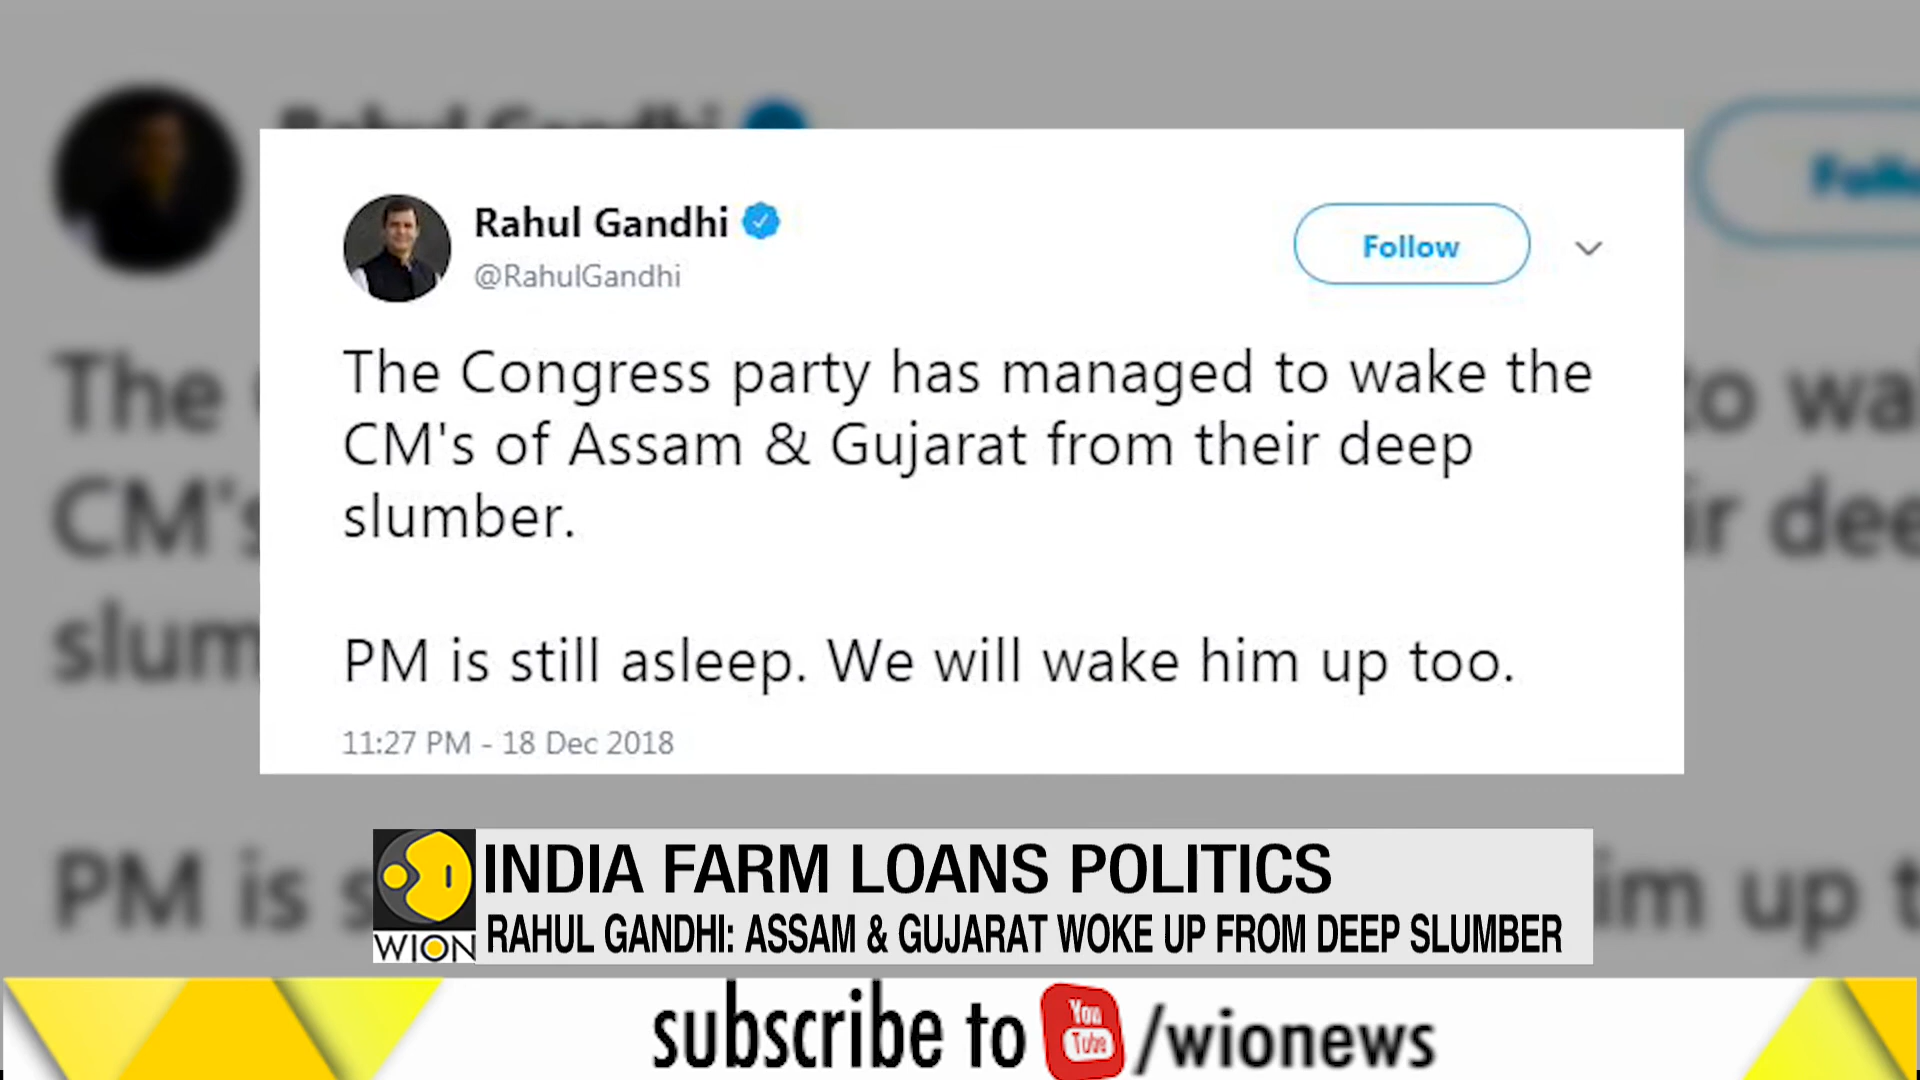 Rahul Gandhi
@RahulGandhi
Follow
The Congress party has managed to wake the
CM's of Assam & Gujarat from their deep
slumber.
PM is still asleep. We will wake him up too.
11:27 PM - 18 Dec 2018
INDIA FARM LOANS POLITICS
RAHUL GANDHI: ASSAM & GUJARAT WOKE UP FROM DEEP SLUMBER
WION
subscribe to You Tube /wionews